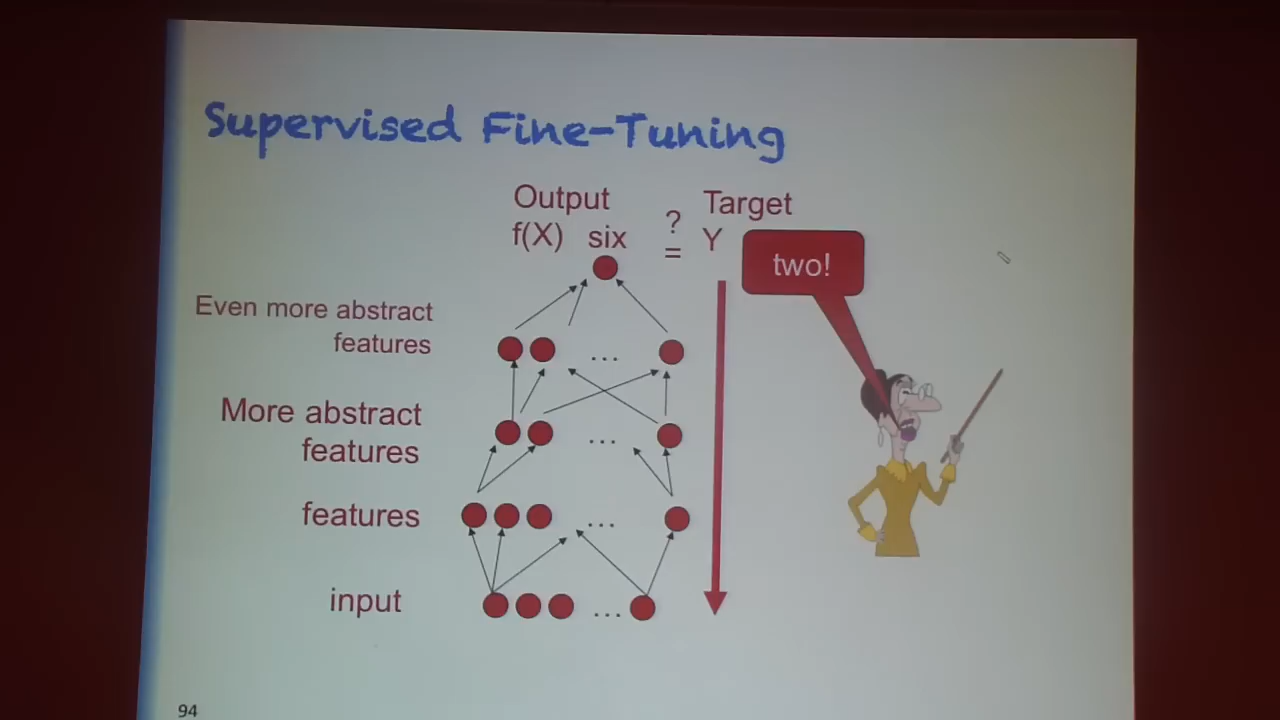 Supervised Fine-Tuning
Output
Target
f(X) six
?
=
Y
two!
Even more abstract
features
...
More abstract
features
...
features
...
input
...
94